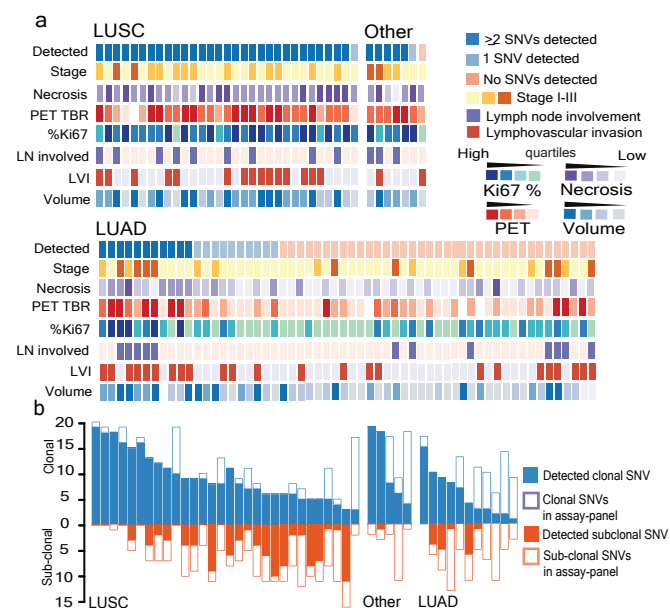 a
LUSC
Other
Detected
Stage
Necrosis
PET TBR
%Ki67
LN involved
LVI
Volume
≥2 SNVs detected
1 SNV detected
No SNVs detected
Stage I-III
Lymph node involvement
Lymphovascular invasion
High quartiles Low
Ki67 % Necrosis
PET Volume
LUAD
Detected
Stage
Necrosis
PET TBR
%Ki67
LN involved
LVI
Volume
b
20
15
10
5
0
5
10
15
Clonal
Sub-clonal
LUSC
Other
LUAD
Detected clonal SNV
Clonal SNVs
in assay-panel
Detected subclonal SNV
Sub-clonal SNVs
in assay-panel